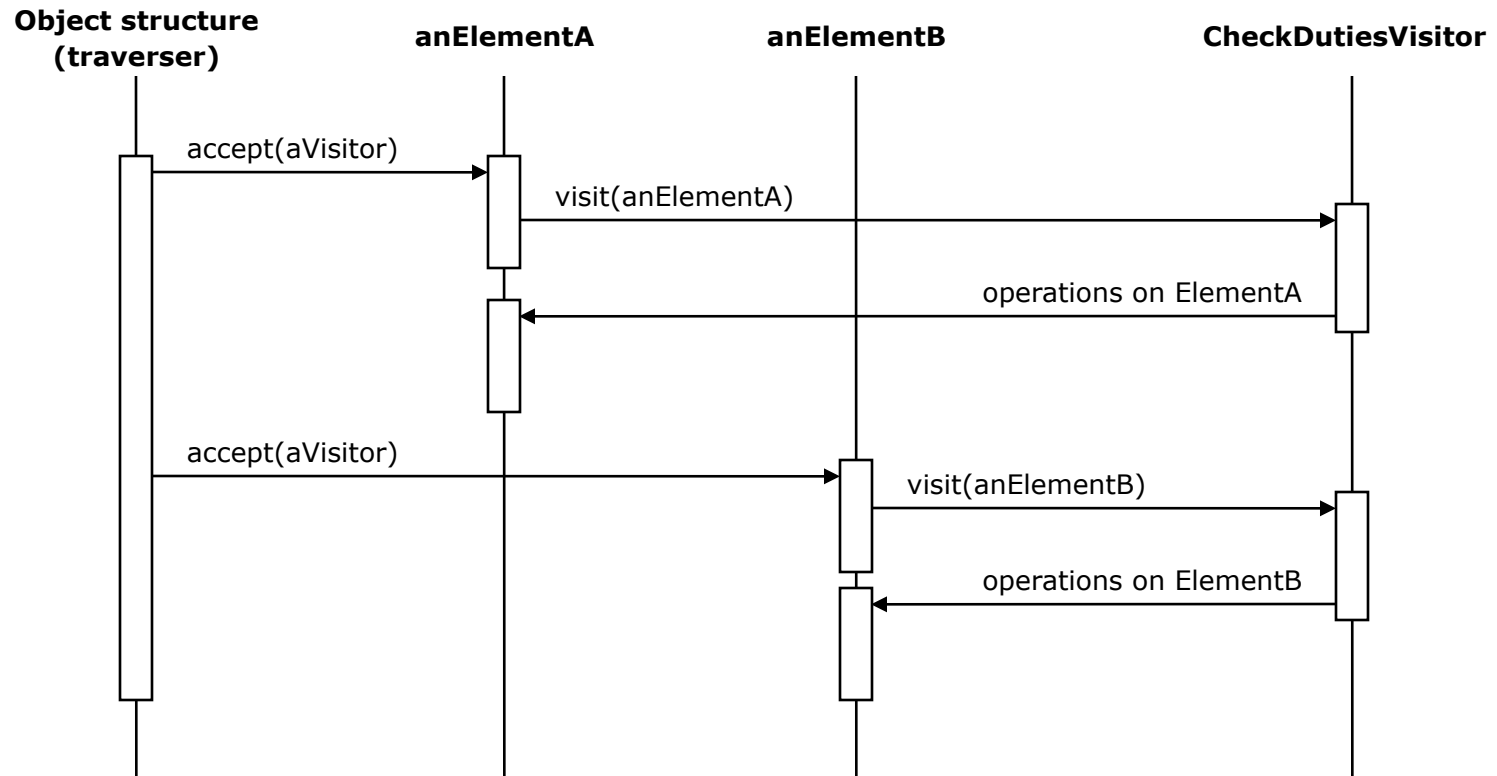 Object structure
(traverser)
anElementA
anElementB
CheckDutiesVisitor
accept(aVisitor)
visit(anElementA)
operations on ElementA
accept(aVisitor)
visit(anElementB)
operations on ElementB